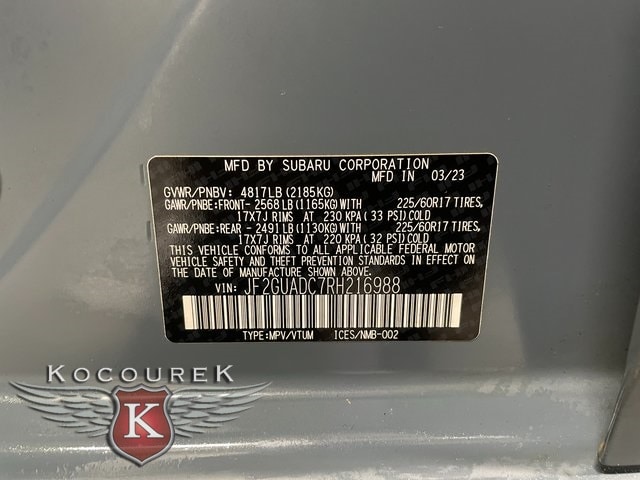 MFD BY SUBARU CORPORATION
MFD IN 03/23
GVWR/PNBV: 4817LB (2185KG)
GAWR/PNBE:FRONT- 2568 LB (1165KG)WITH 225/60R17 TIRES,
17X7J RIMS AT 230 KPA (33 PSI)COLD
GAWR/PNBE:REAR - 2491 LB (1130KG)WITH 225/60R17 TIRES,
17X7J RIMS AT 220 KPA (32 PSI)COLD
THIS VEHICLE CONFORMS TO ALL APPLICABLE FEDERAL MOTOR
VEHICLE SAFETY AND THEFT PREVENTION STANDARDS IN EFFECT ON
THE DATE OF MANUFACTURE SHOWN ABOVE.
VIN: JF2GUADC7RH216988
TYPE:MPV/VTUM ICES/NMB-002
KOCOUREK
K